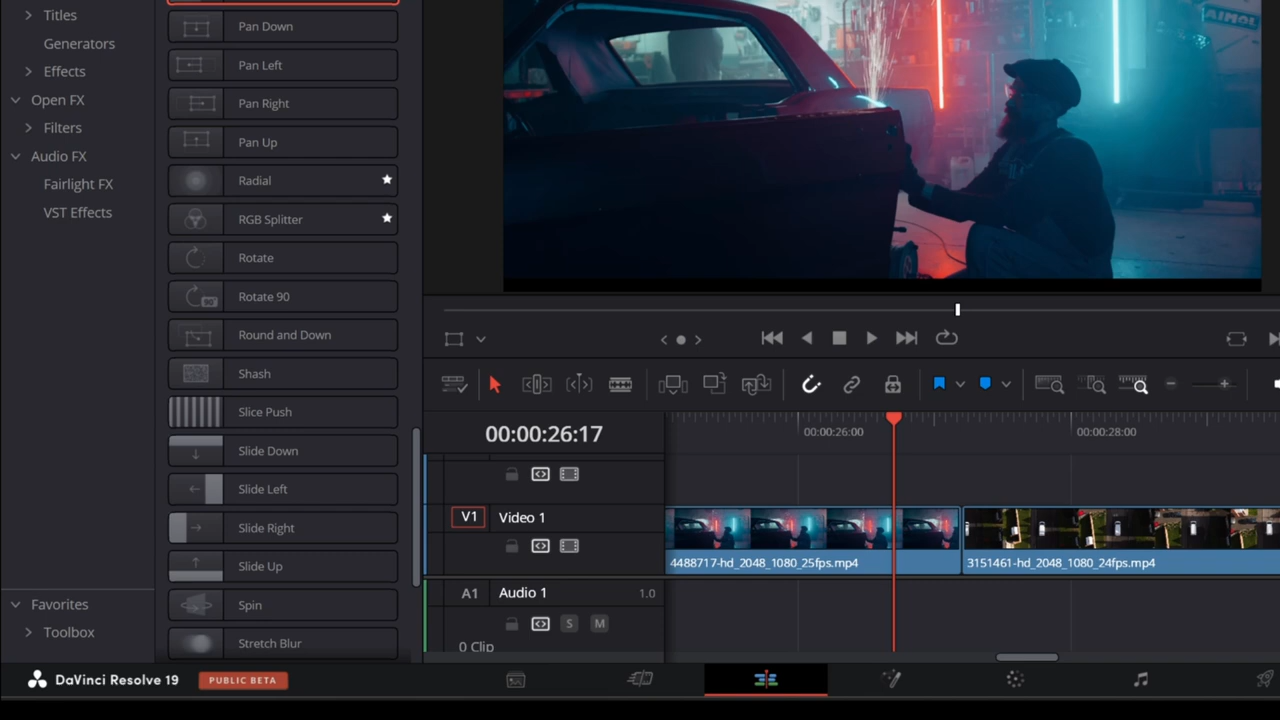 Titles
Generators
Effects
Open FX
Filters
Audio FX
Fairlight FX
VST Effects
Favorites
Toolbox
Pan Down
Pan Left
Pan Right
Pan Up
Radial
RGB Splitter
Rotate
Rotate 90
Round and Down
Shash
Slice Push
Slide Down
Slide Left
Slide Right
Slide Up
Spin
Stretch Blur
00:00:26:17
00:00:26:00
00:00:28:00
V1 Video 1
4488717-hd_2048_1080_25fps.mp4
3151461-hd_2048_1080_24fps.mp4
A1 Audio 1 1.0
S M
0 Clip
DaVinci Resolve 19 PUBLIC BETA